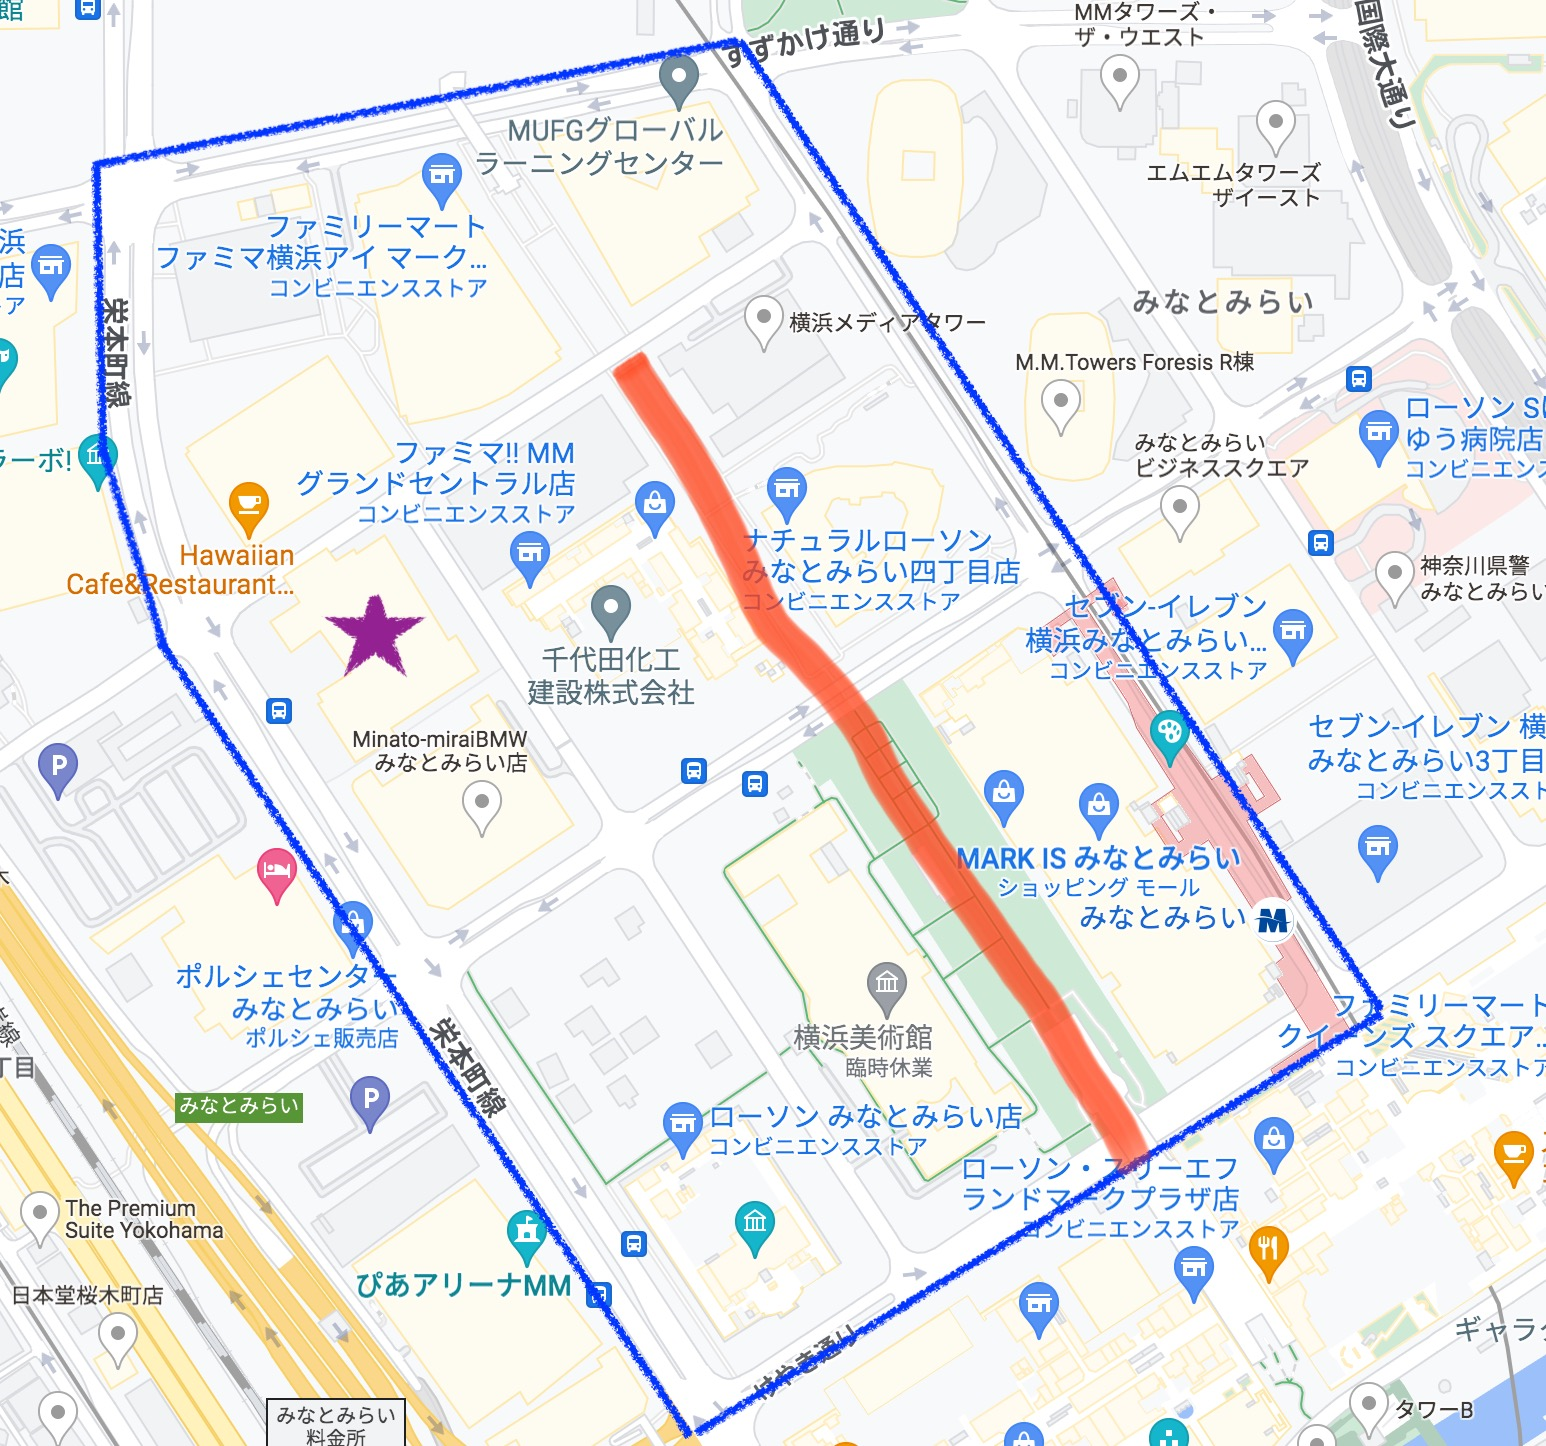 館
すずかけ通り
MMタワーズ・
ザ・ウエスト
国際大通り
MUFGグローバル
ラーニングセンター
エムエムタワーズ
ザイースト
ファミリーマート
ファミマ横浜アイ マーク...
コンビニエンスストア
浜
店
ア
栄本町線
横浜メディアタワー
みなとみらい
M.M.Towers Foresis R棟
ローソン
ゆう病院店
コンビニエンス
みなとみらい
ビジネススクエア
ラーボ!
ファミマ!! MM
グランドセントラル店
コンビニエンスストア
Hawaiian
Cafe&Restaurant...
ナチュラルローソン
みなとみらい四丁目店
コンビニエンスストア
神奈川県警
みなとみらい
セブン-イレブン
横浜みなとみらい...
コンビニエンスストア
千代田化工
建設株式会社
Minato-miraiBMW
みなとみらい店
セブン-イレブン 横
みなとみらい3丁目
コンビニエンススト
P
MARK IS みなとみらい
ショッピング モール
みなとみらい
ポルシェセンター
みなとみらい
ポルシェ販売店
ファミリーマート
クイーンズ スクエア...
コンビニエンスストア
横浜美術館
臨時休業
栄本町線
丁目
みなとみらい
P
ローソン みなとみらい店
コンビニエンスストア
ローソン・スリーエフ
ランドマークプラザ店
コンビニエンスストア
The Premium
Suite Yokohama
ぴあアリーナMM
日本堂桜木町店
けやき通り
ギャラ
みなとみらい
料金所
タワーB